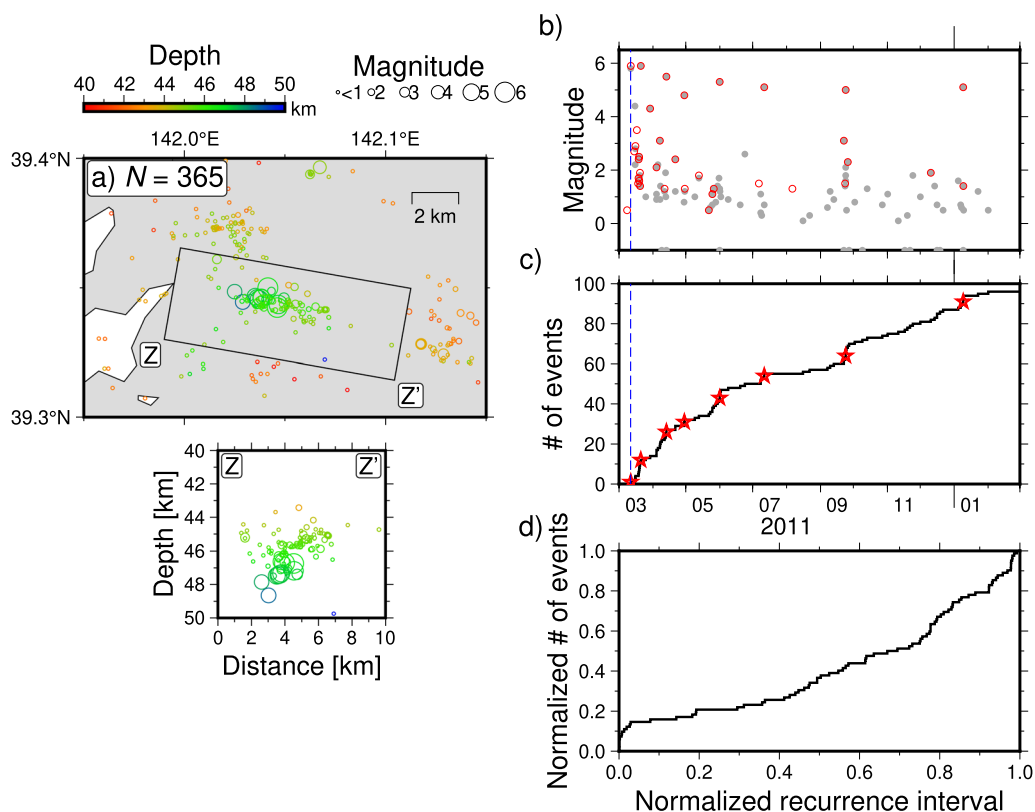 Depth
40 42 44 46 48 50
km
Magnitude
<1 2 3 4 5 6
142.0°E 142.1°E
39.4°N
39.3°N
a) N = 365
2 km
Z
Z'
40
42
44
46
48
50
Depth [km]
Z Z'
0 2 4 6 8 10
Distance [km]
b)
6
4
2
0
Magnitude
c)
100
80
60
40
20
0
# of events
03 05 07 09 11 01
2011
d)
1.0
0.8
0.6
0.4
0.2
0.0
Normalized # of events
0.0 0.2 0.4 0.6 0.8 1.0
Normalized recurrence interval